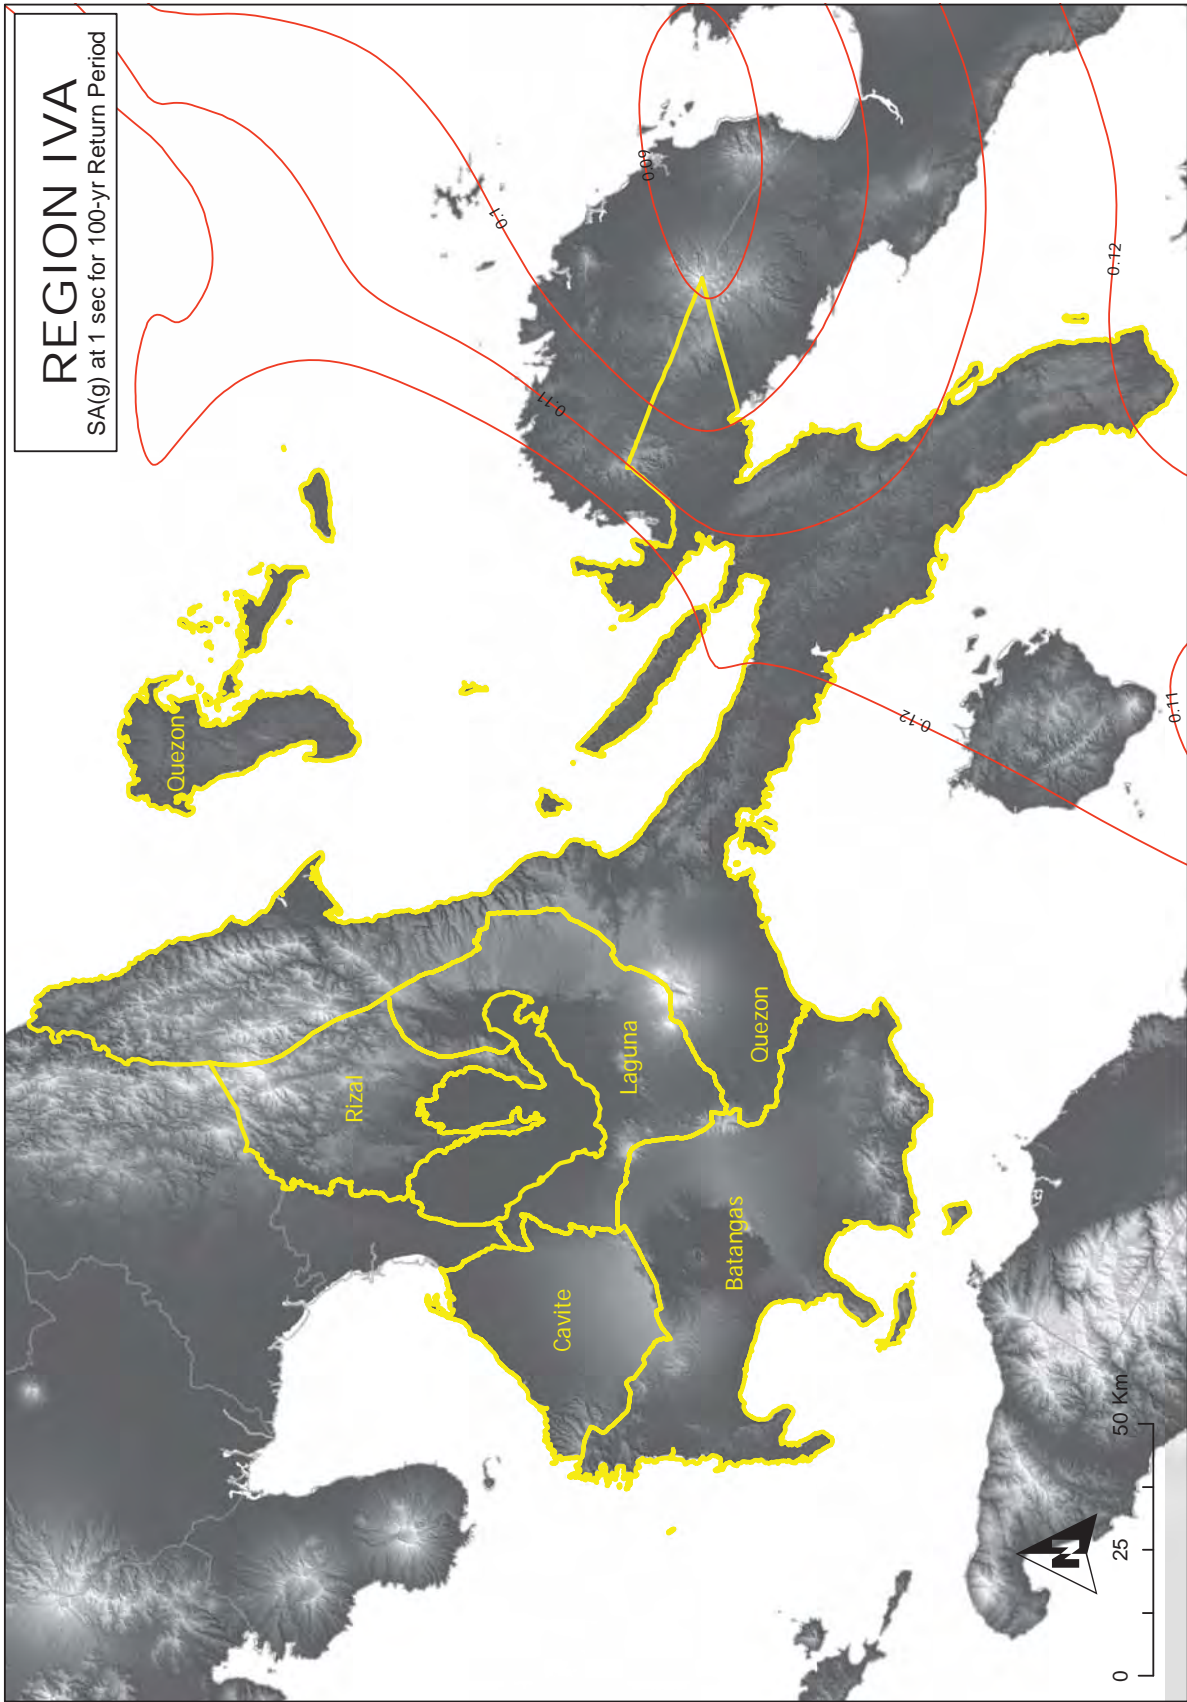 REGION IVA
SA(g) at 1 sec for 100-yr Return Period
Quezon
0.09
0.1
0.11
0.12
0.12
0.11
Rizal
Laguna
Quezon
Cavite
Batangas
N
0 25 50 Km